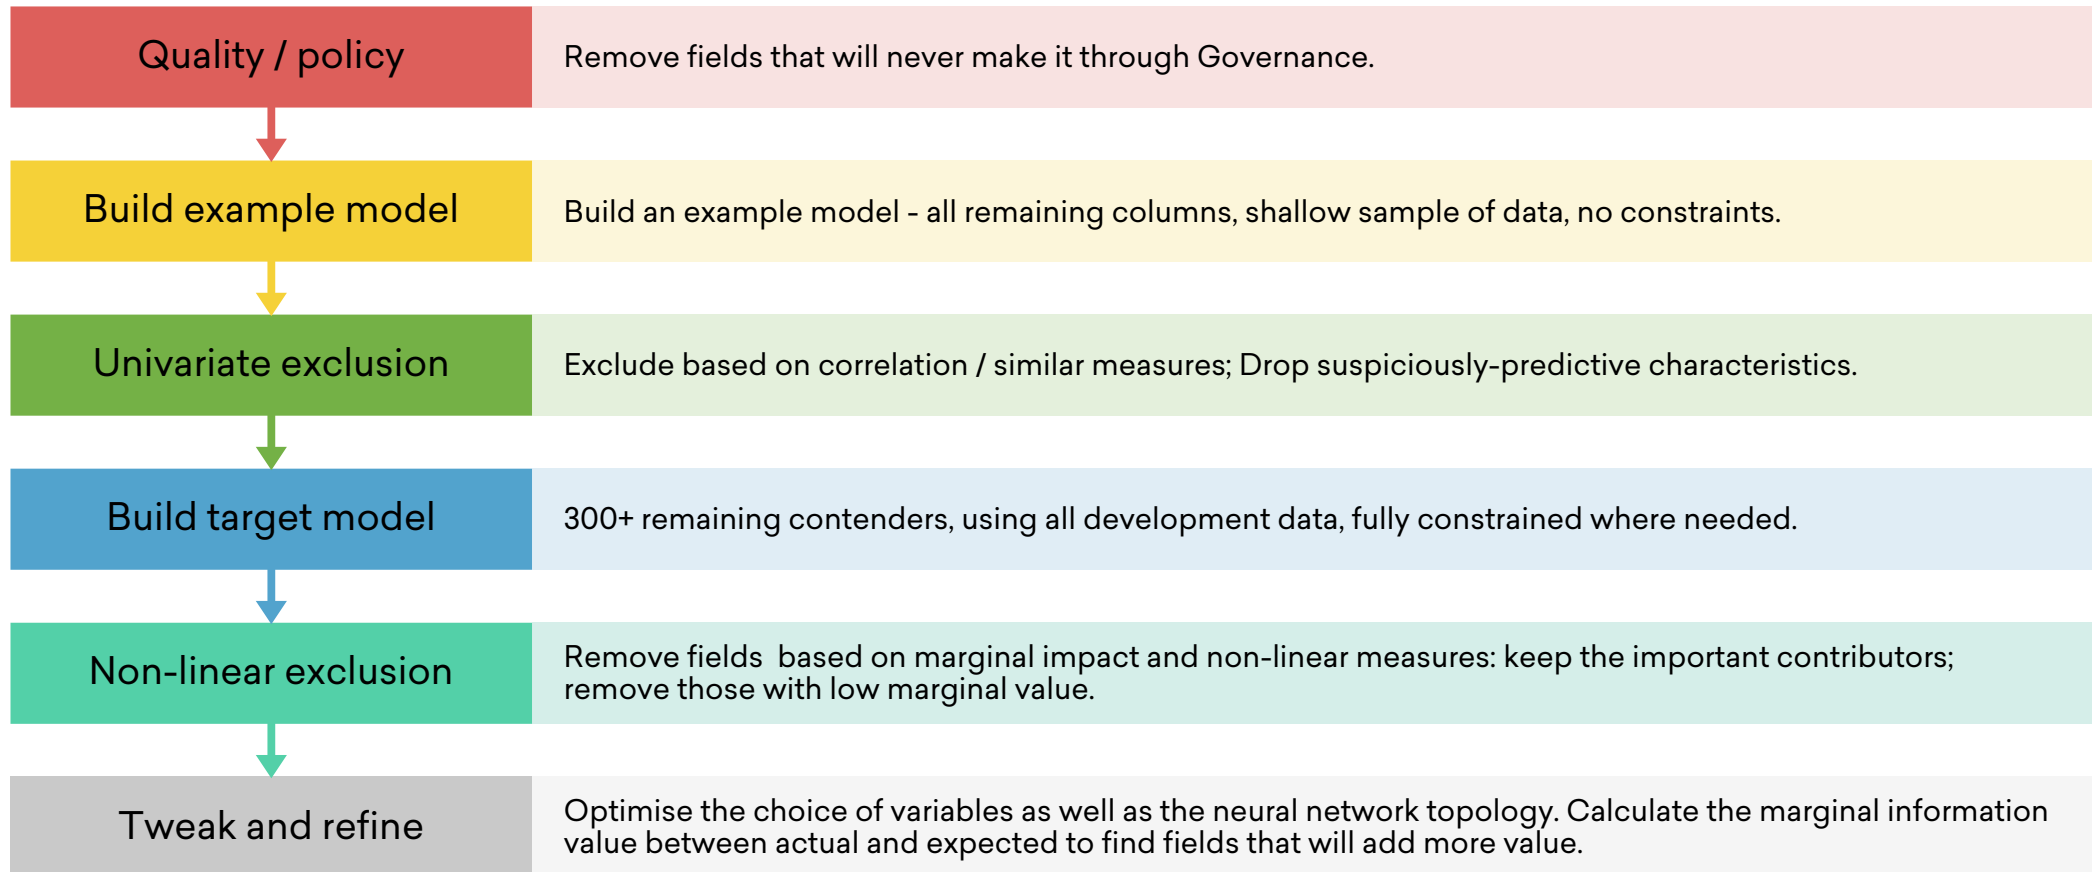 Quality / policy
Remove fields that will never make it through Governance.
Build example model
Build an example model - all remaining columns, shallow sample of data, no constraints.
Univariate exclusion
Exclude based on correlation / similar measures; Drop suspiciously-predictive characteristics.
Build target model
300+ remaining contenders, using all development data, fully constrained where needed.
Non-linear exclusion
Remove fields  based on marginal impact and non-linear measures: keep the important contributors;
remove those with low marginal value.
Tweak and refine
Optimise the choice of variables as well as the neural network topology. Calculate the marginal information
value between actual and expected to find fields that will add more value.